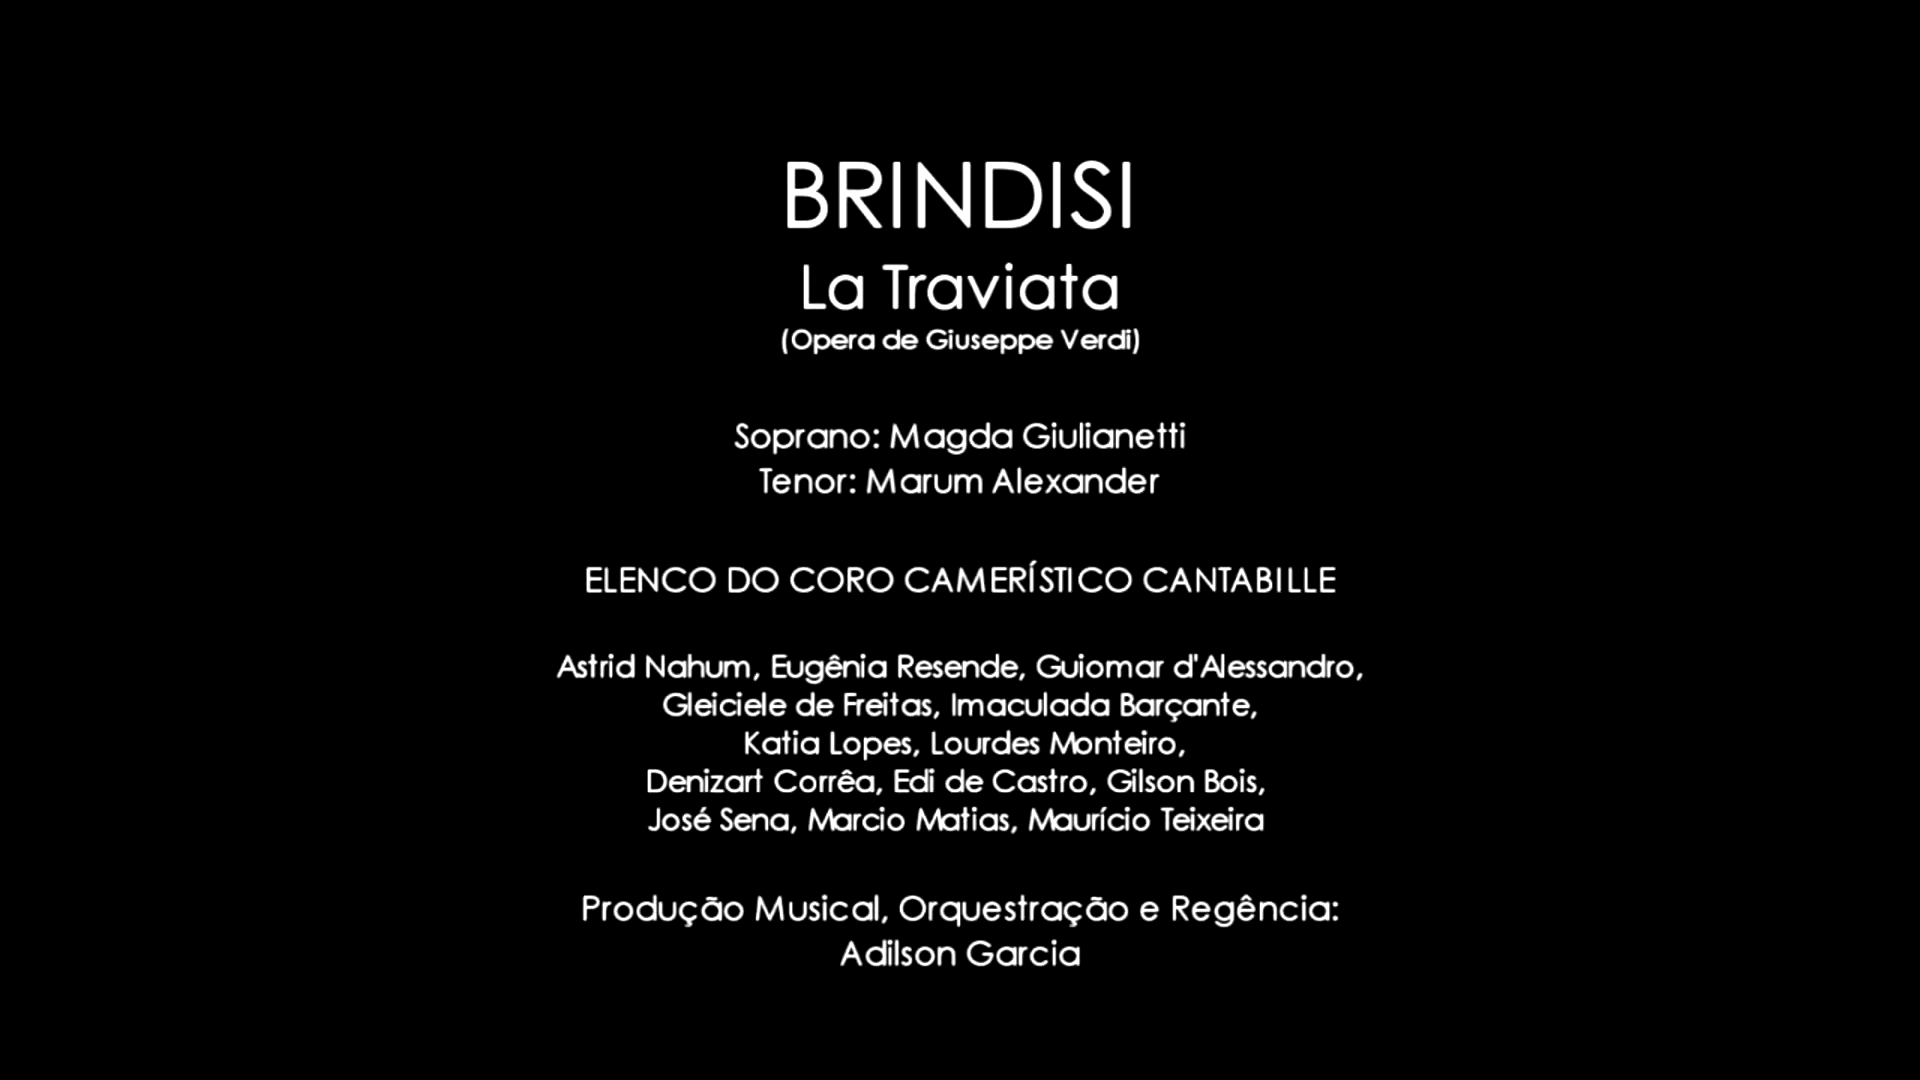 BRINDISI
La Traviata
(Opera de Giuseppe Verdi)
Soprano: Magda Giulianetti
Tenor: Marum Alexander
ELENCO DO CORO CAMERÍSTICO CANTABILLE
Astrid Nahum, Eugênia Resende, Guiomar d'Alessandro,
Gleiciele de Freitas, Imaculada Barçante,
Katia Lopes, Lourdes Monteiro,
Denizart Corrêa, Edi de Castro, Gilson Bois,
José Sena, Marcio Matias, Maurício Teixeira
Produção Musical, Orquestração e Regência:
Adilson Garcia